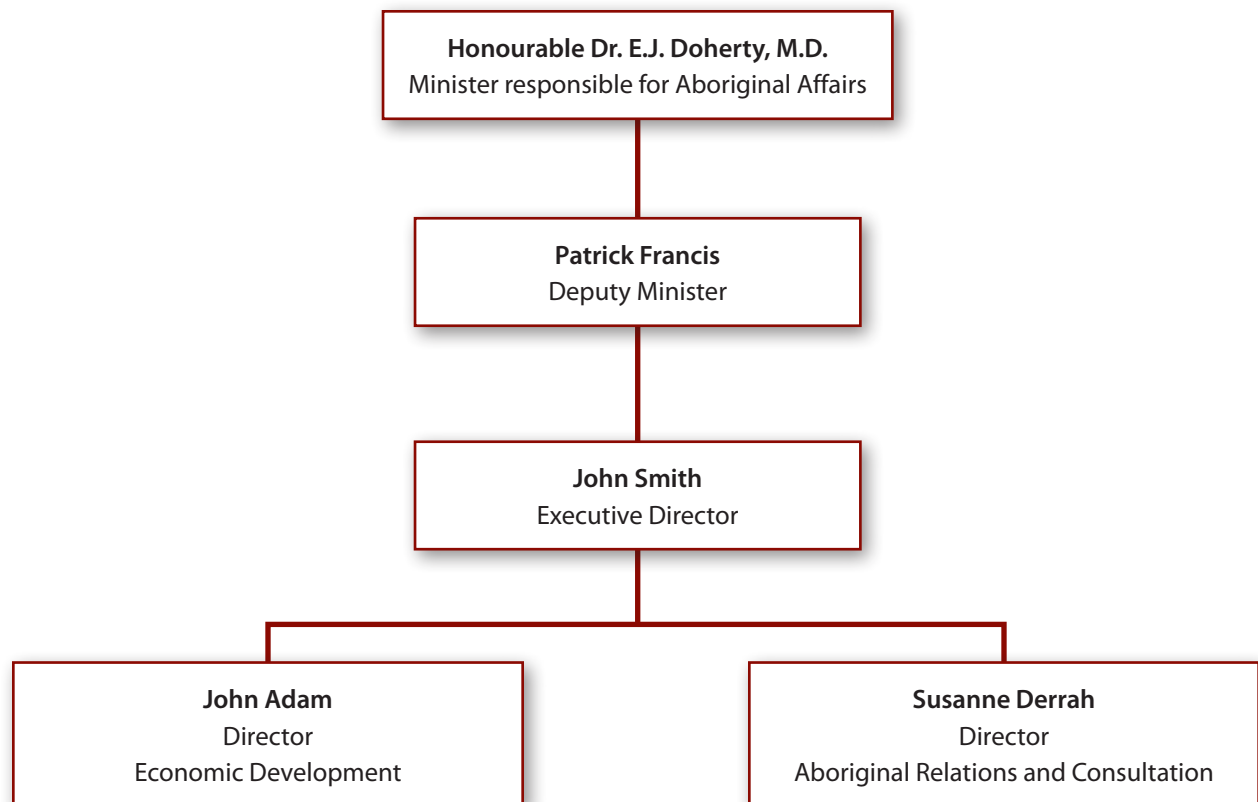 Honourable Dr. E.J. Doherty, M.D.
Minister responsible for Aboriginal Affairs
Patrick Francis
Deputy Minister
John Smith
Executive Director
John Adam
Director
Economic Development
Susanne Derrah
Director
Aboriginal Relations and Consultation